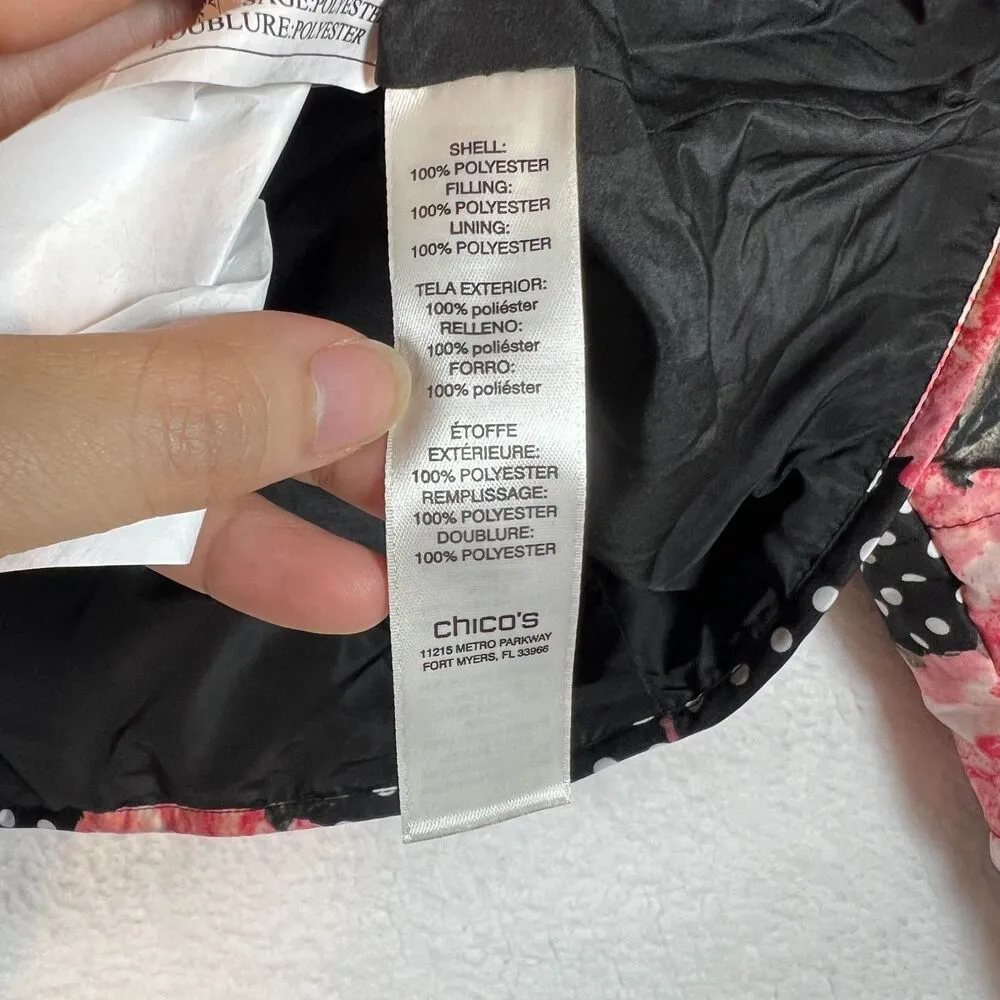 DOUBLURE:POLYESTER
SHELL:
100% POLYESTER
FILLING:
100% POLYESTER
LINING:
100% POLYESTER
TELA EXTERIOR:
100% poliéster
RELLENO:
100% poliéster
FORRO:
100% poliéster
ÉTOFFE
EXTÉRIEURE:
100% POLYESTER
REMPLISSAGE:
100% POLYESTER
DOUBLURE:
100% POLYESTER
chico's
11215 METRO PARKWAY
FORT MYERS, FL 33966